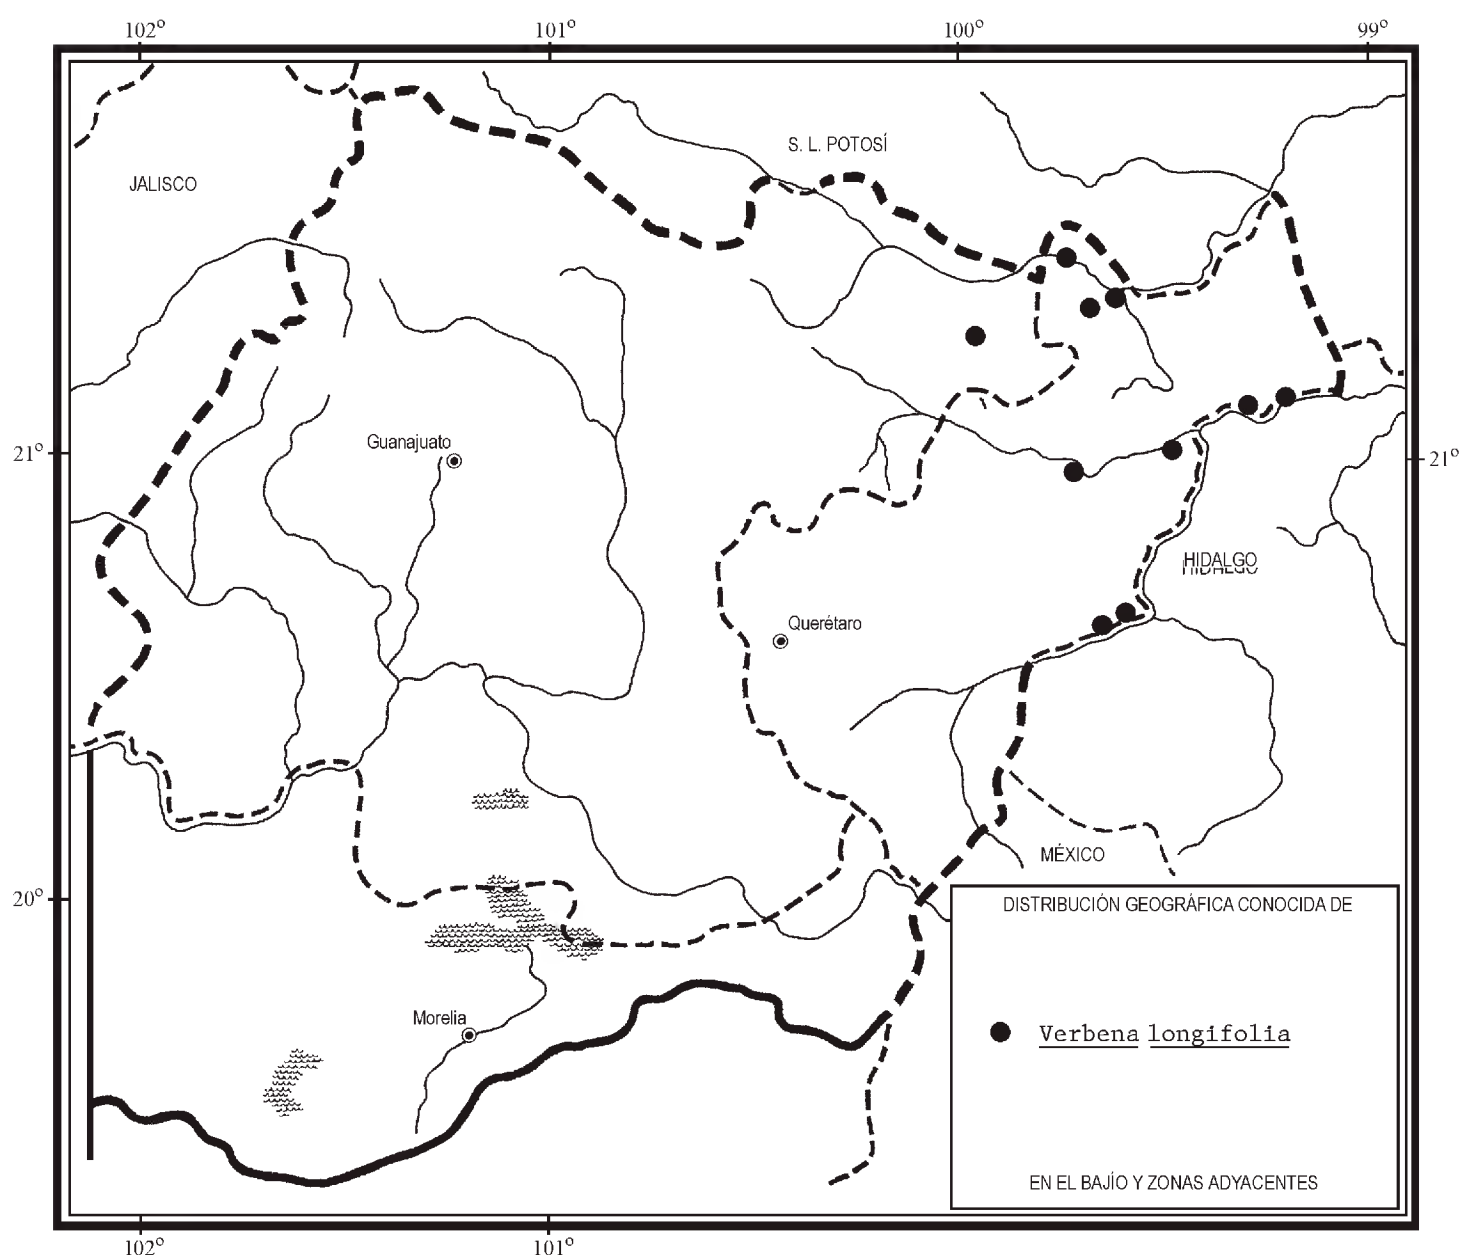 102° 101° 100° 99°
S. L. POTOSÍ
JALISCO
Guanajuato
21° 21°
HIDALGO
Querétaro
MÉXICO
20°
DISTRIBUCIÓN GEOGRÁFICA CONOCIDA DE
Morelia
Verbena longifolia
EN EL BAJÍO Y ZONAS ADYACENTES
102° 101°